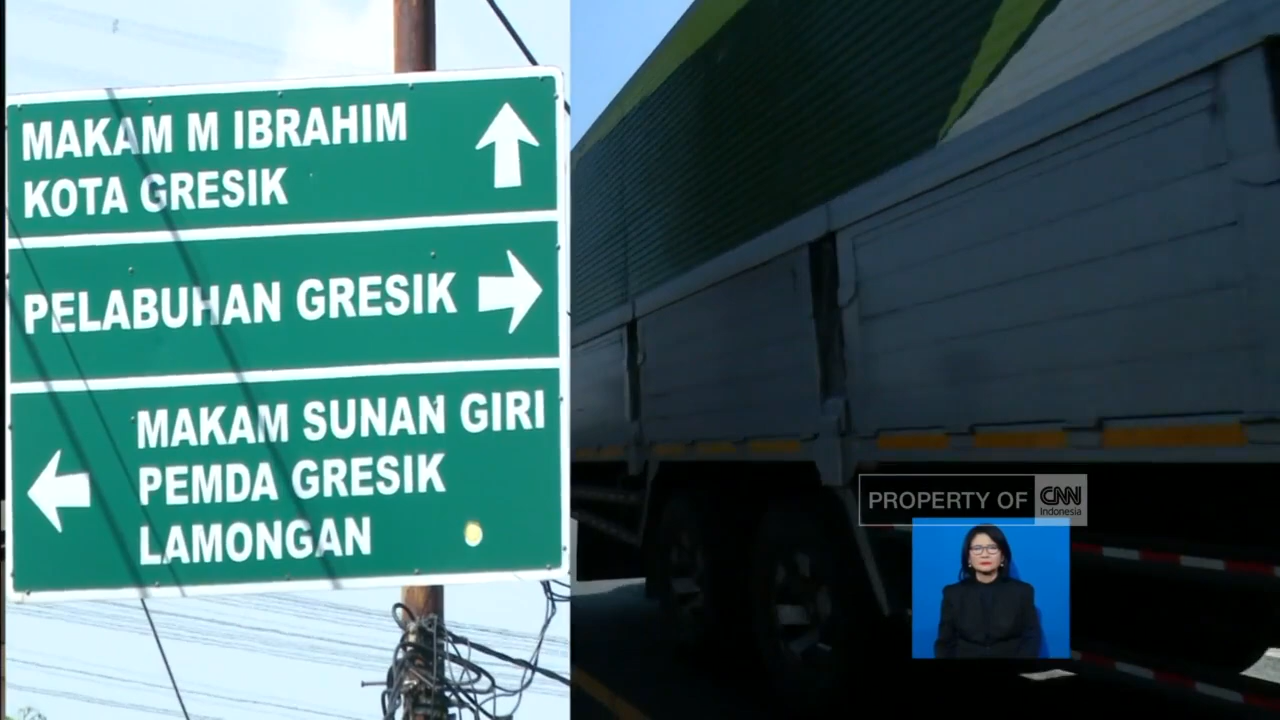 MAKAM M IBRAHIM
KOTA GRESIK
PELABUHAN GRESIK
MAKAM SUNAN GIRI
PEMDA GRESIK
LAMONGAN
PROPERTY OF CNN Indonesia